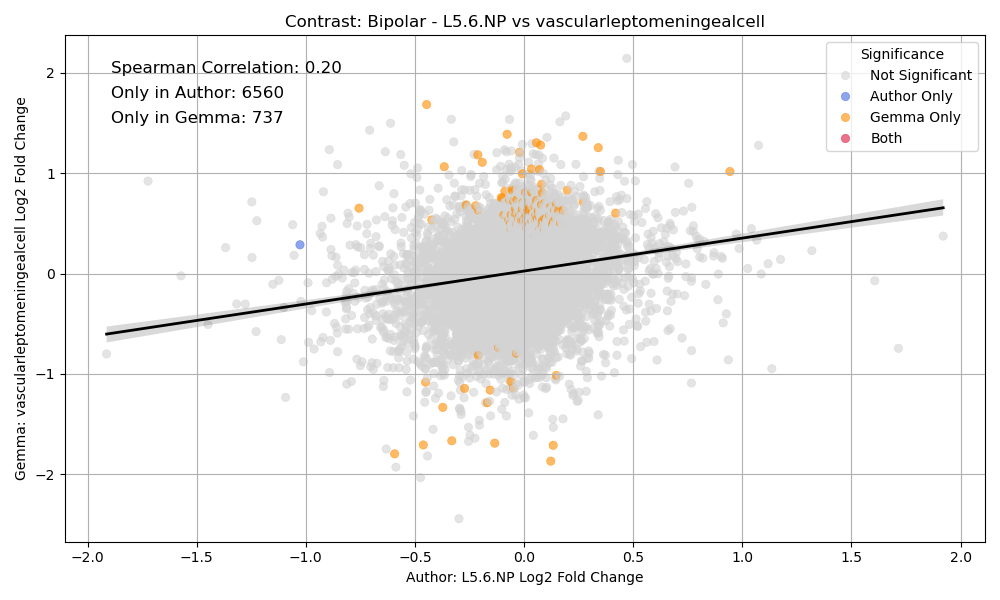 Contrast: Bipolar - L5.6.NP vs vascularleptomeningealcell
Spearman Correlation: 0.20
Only in Author: 6560
Only in Gemma: 737
Significance
Not Significant
Author Only
Gemma Only
Both
Gemma: vascularleptomeningealcell Log2 Fold Change
2
1
0
−1
−2
−2.0 −1.5 −1.0 −0.5 0.0 0.5 1.0 1.5 2.0
Author: L5.6.NP Log2 Fold Change